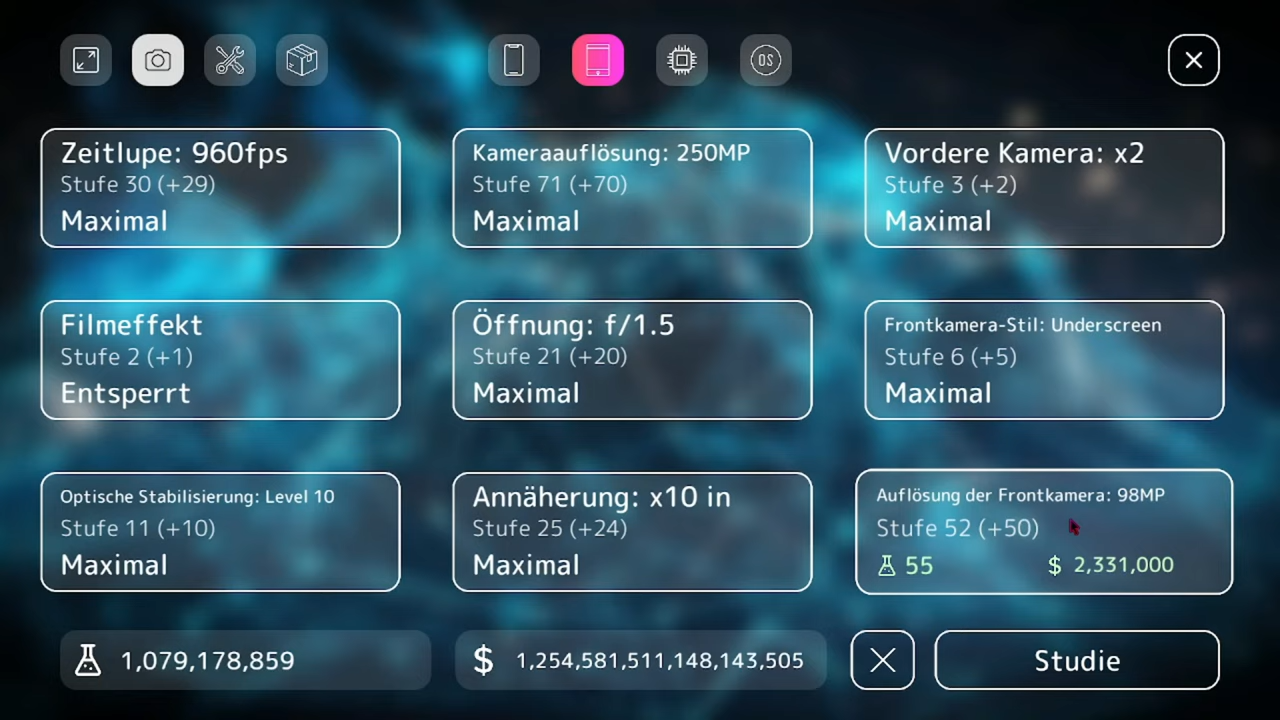 OS
Zeitlupe: 960fps
Stufe 30 (+29)
Maximal
Kameraauflösung: 250MP
Stufe 71 (+70)
Maximal
Vordere Kamera: x2
Stufe 3 (+2)
Maximal
Filmeffekt
Stufe 2 (+1)
Entsperrt
Öffnung: f/1.5
Stufe 21 (+20)
Maximal
Frontkamera-Stil: Underscreen
Stufe 6 (+5)
Maximal
Optische Stabilisierung: Level 10
Stufe 11 (+10)
Maximal
Annäherung: x10 in
Stufe 25 (+24)
Maximal
Auflösung der Frontkamera: 98MP
Stufe 52 (+50)
55 $ 2,331,000
1,079,178,859
$ 1,254,581,511,148,143,505
Studie